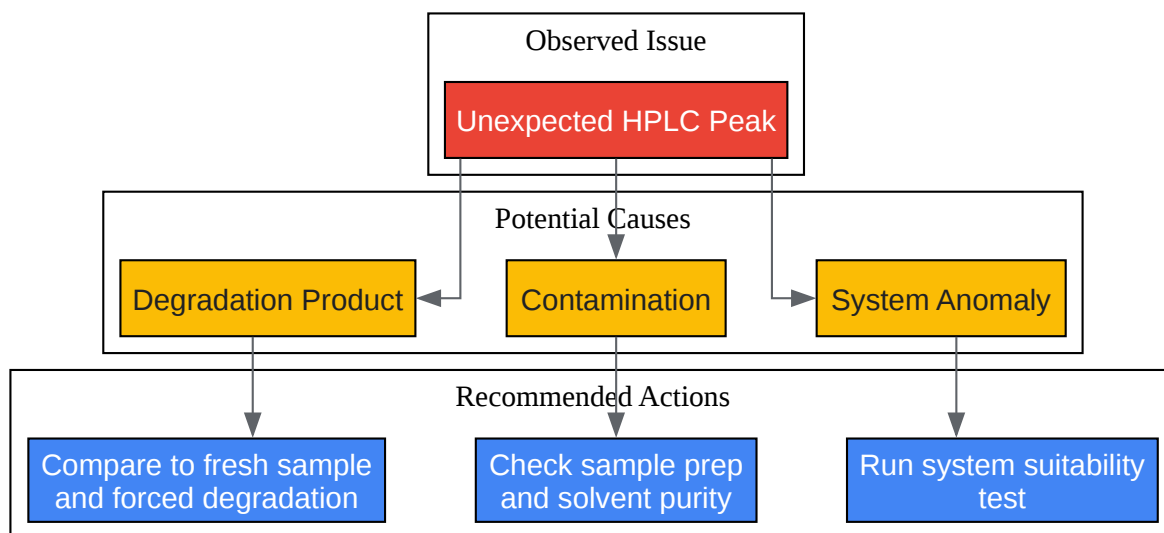 Observed Issue
Unexpected HPLC Peak
Potential Causes
Degradation Product
Contamination
System Anomaly
Recommended Actions
Compare to fresh sample
and forced degradation
Check sample prep
and solvent purity
Run system suitability
test